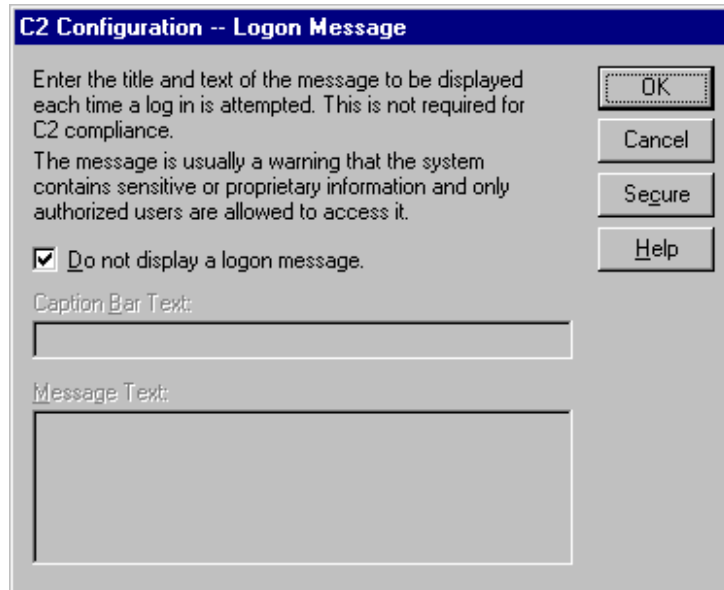 C2 Configuration -- Logon Message
Enter the title and text of the message to be displayed
each time a log in is attempted. This is not required for
C2 compliance.
The message is usually a warning that the system
contains sensitive or proprietary information and only
authorized users are allowed to access it.
Do not display a logon message.
Caption Bar Text:
Message Text:
OK
Cancel
Secure
Help